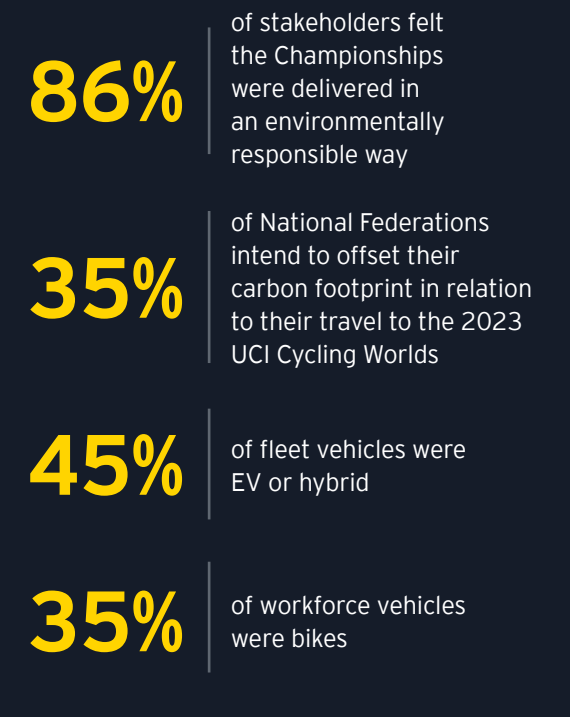 86%
of stakeholders felt
the Championships
were delivered in
an environmentally
responsible way
35%
of National Federations
intend to offset their
carbon footprint in relation
to their travel to the 2023
UCI Cycling Worlds
45%
of fleet vehicles were
EV or hybrid
35%
of workforce vehicles
were bikes